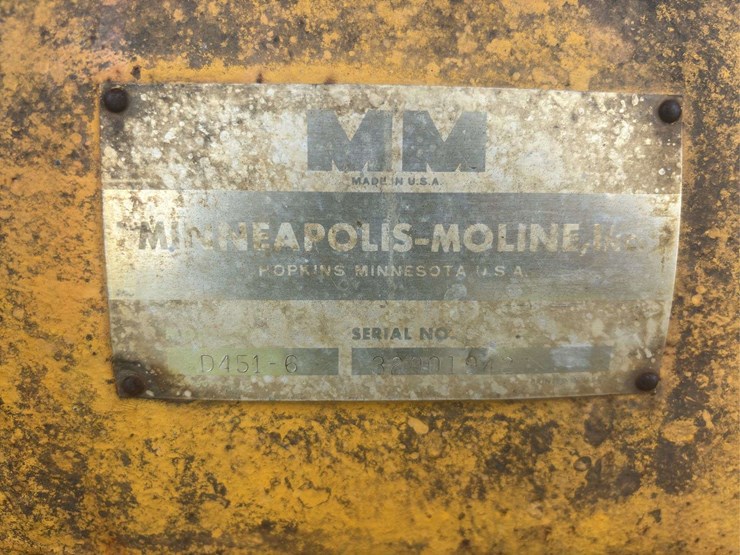 MM
MADE IN U.S.A.
MINNEAPOLIS-MOLINE, INC.
HOPKINS MINNESOTA U.S.A.
SERIAL NO.
D451-6